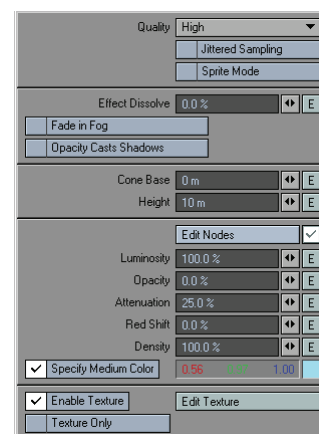 Quality High
Jittered Sampling
Sprite Mode
Effect Dissolve 0.0 % E
Fade in Fog
Opacity Casts Shadows
Cone Base 0 m E
Height 10 m E
Edit Nodes
Luminosity 100.0 % E
Opacity 0.0 % E
Attenuation 25.0 % E
Red Shift 0.0 % E
Density 100.0 % E
Specify Medium Color 0.56 1.00
Enable Texture Edit Texture
Texture Only